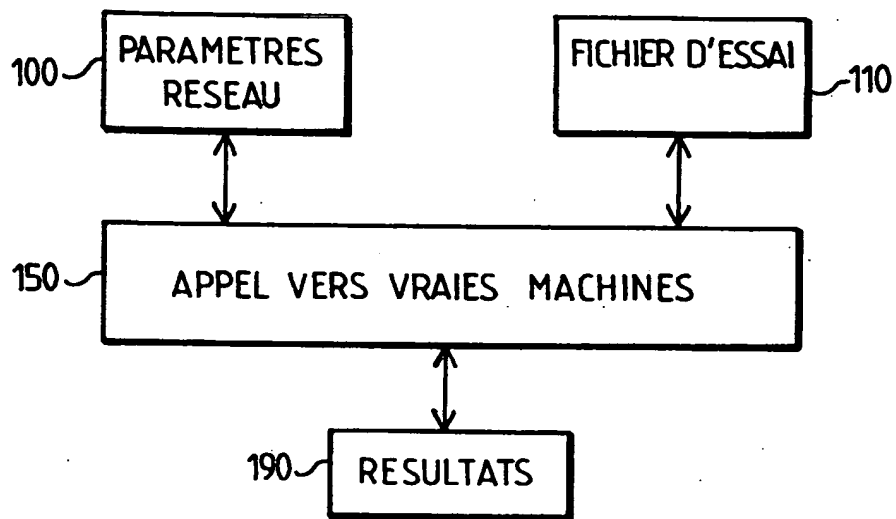 100
PARAMETRES
RESEAU
FICHIER D'ESSAI
110
150
APPEL VERS VRAIES MACHINES
190
RESULTATS